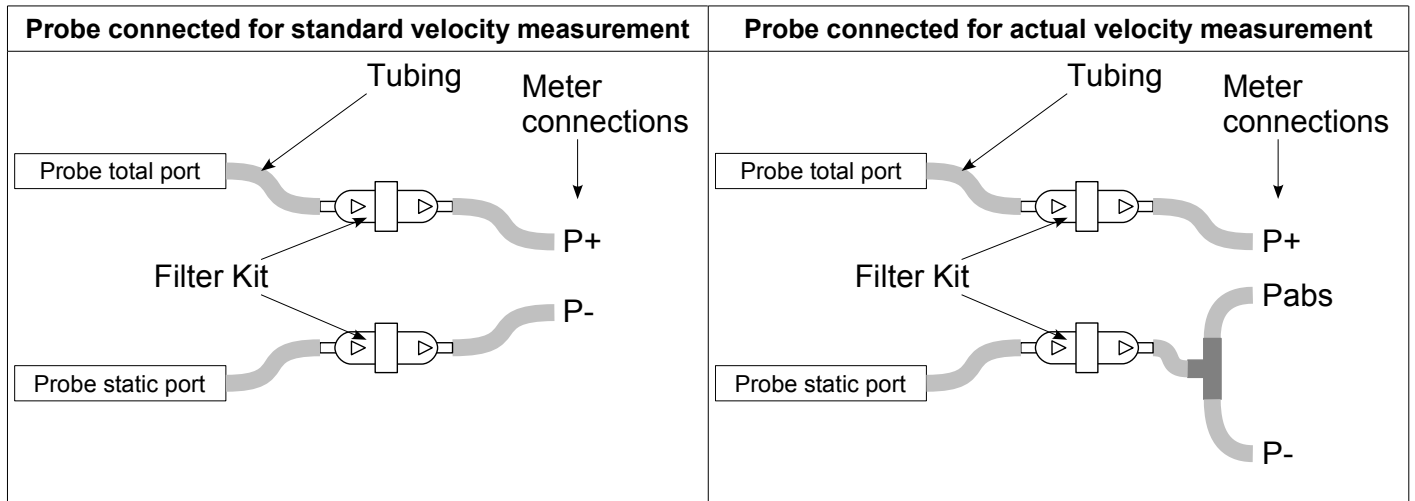 Probe connected for standard velocity measurement
Tubing
Meter
connections
Probe total port
P+
Filter Kit
P-
Probe static port
Probe connected for actual velocity measurement
Tubing
Meter
connections
Probe total port
P+
Filter Kit
Pabs
Probe static port
P-